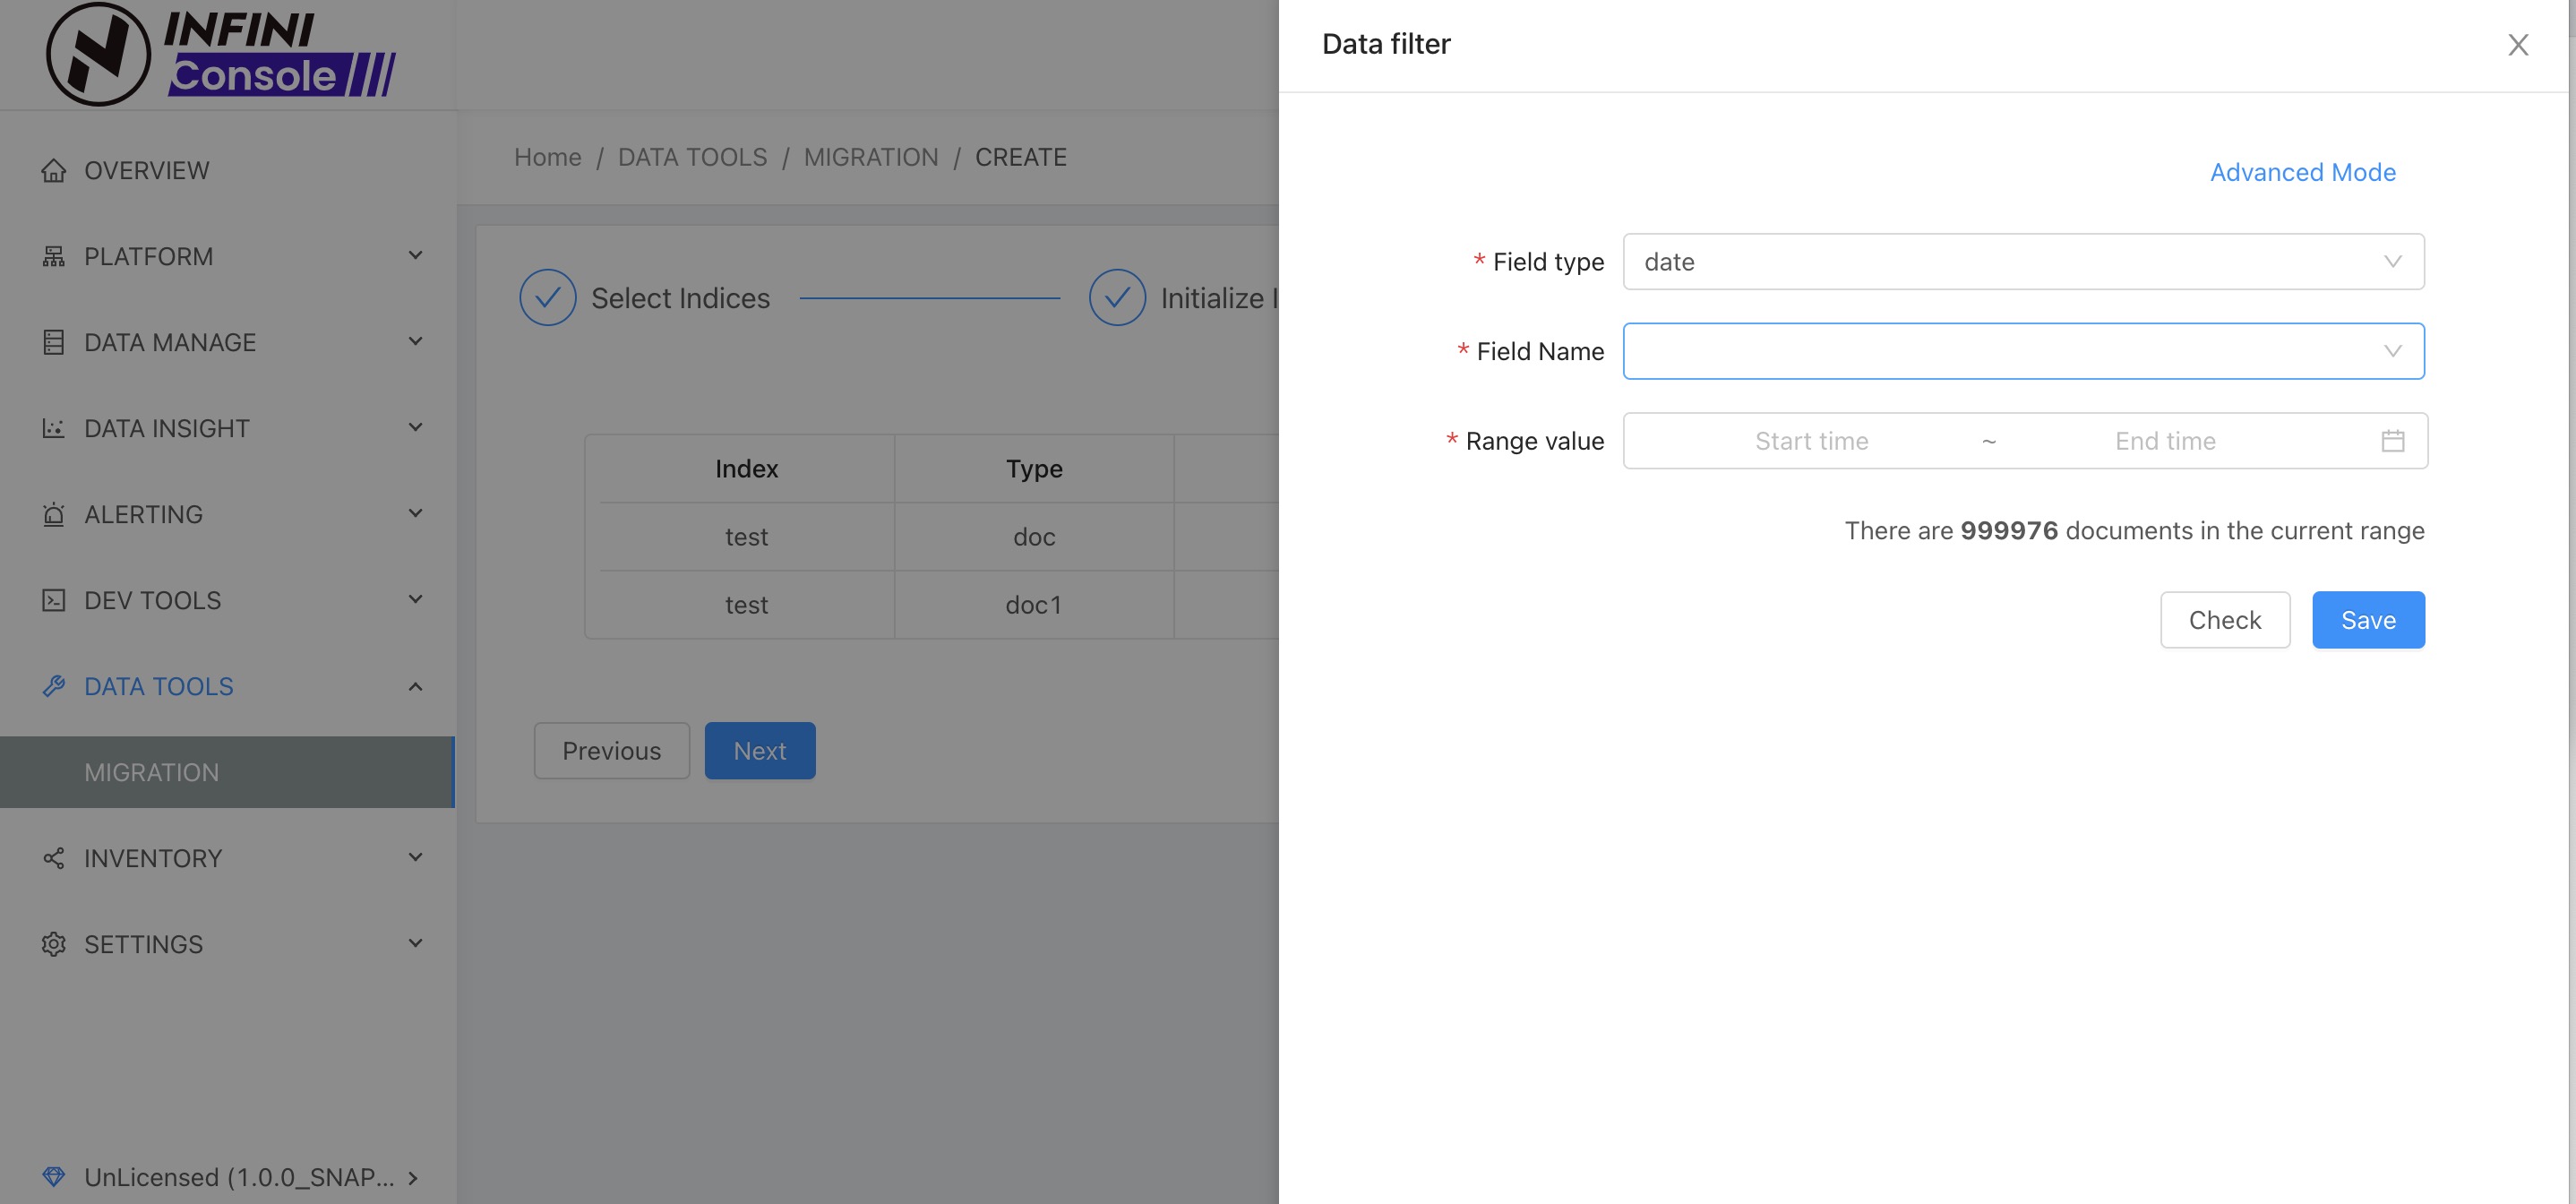 INFINI
Console
OVERVIEW
PLATFORM
DATA MANAGE
DATA INSIGHT
ALERTING
DEV TOOLS
DATA TOOLS
MIGRATION
INVENTORY
SETTINGS
UnLicensed (1.0.0_SNAP...
Home / DATA TOOLS / MIGRATION / CREATE
Select Indices
Initialize
Index Type
test doc
test doc1
Previous Next
Data filter
Advanced Mode
* Field type date
* Field Name
* Range value Start time ~ End time
There are 999976 documents in the current range
Check Save